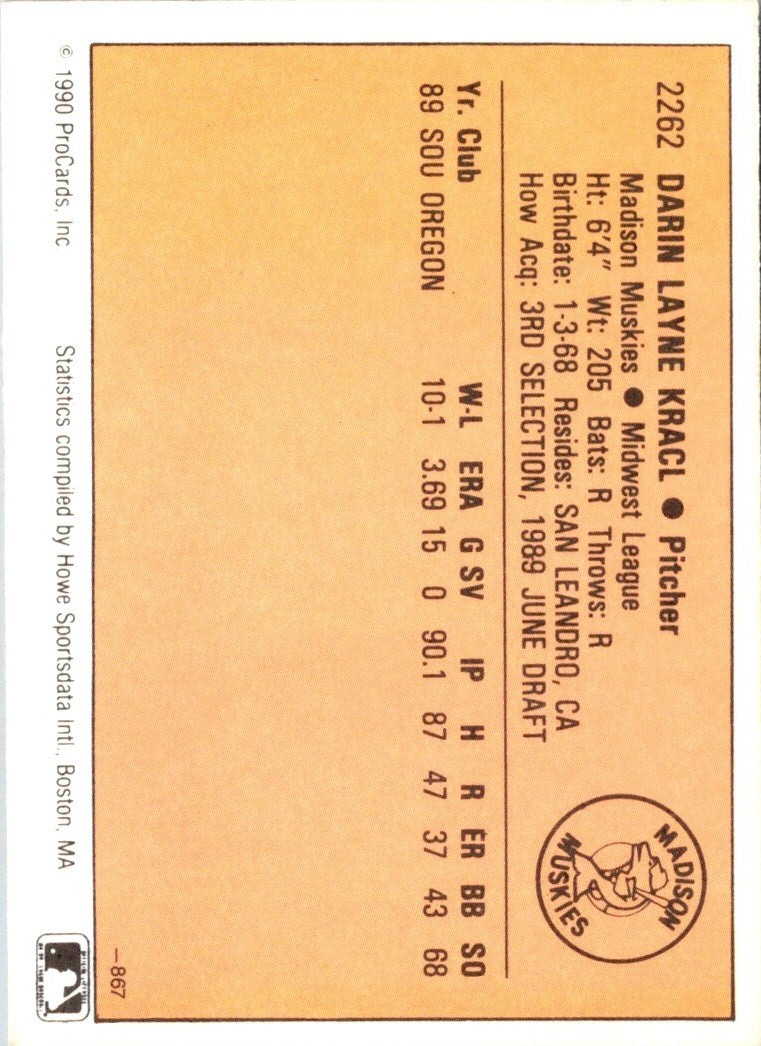 2262 DARIN LAYNE KRACL ● Pitcher
Madison Muskies ● Midwest League
Ht: 6'4" Wt: 205 Bats: R Throws: R
Birthdate: 1-3-68 Resides: SAN LEANDRO, CA
How Acq: 3RD SELECTION, 1989 JUNE DRAFT
MADISON
MUSKIES
Yr. Club W-L ERA G SV IP H R ER BB SO
89 SOU OREGON 10-1 3.69 15 0 90.1 87 47 37 43 68
—867
© 1990 ProCards, Inc Statistics compiled by Howe Sportsdata Intl., Boston, MA